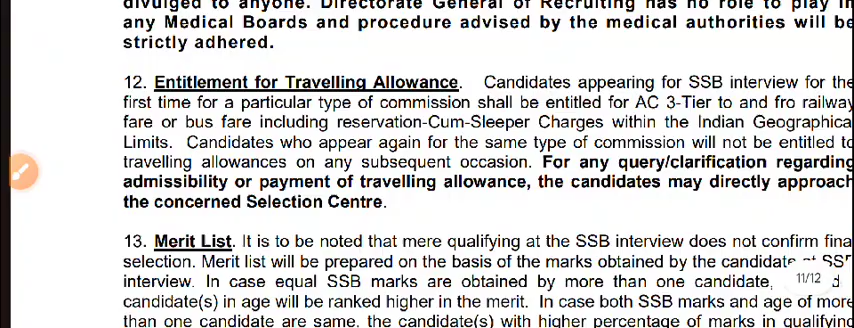 divulged to anyone. Directorate General of Recruiting has no role to play in
any Medical Boards and procedure advised by the medical authorities will be
strictly adhered.
12. Entitlement for Travelling Allowance. Candidates appearing for SSB interview for the
first time for a particular type of commission shall be entitled for AC 3-Tier to and fro railway
fare or bus fare including reservation-Cum-Sleeper Charges within the Indian Geographica
Limits. Candidates who appear again for the same type of commission will not be entitled to
travelling allowances on any subsequent occasion. For any query/clarification regarding
admissibility or payment of travelling allowance, the candidates may directly approach
the concerned Selection Centre.
13. Merit List. It is to be noted that mere qualifying at the SSB interview does not confirm fina
selection. Merit list will be prepared on the basis of the marks obtained by the candidate
interview. In case equal SSB marks are obtained by more than one candidate,
11/12
candidate(s) in age will be ranked higher in the merit. In case both SSB marks and age of more
than one candidate are same, the candidate(s) with higher percentage of marks in qualifying